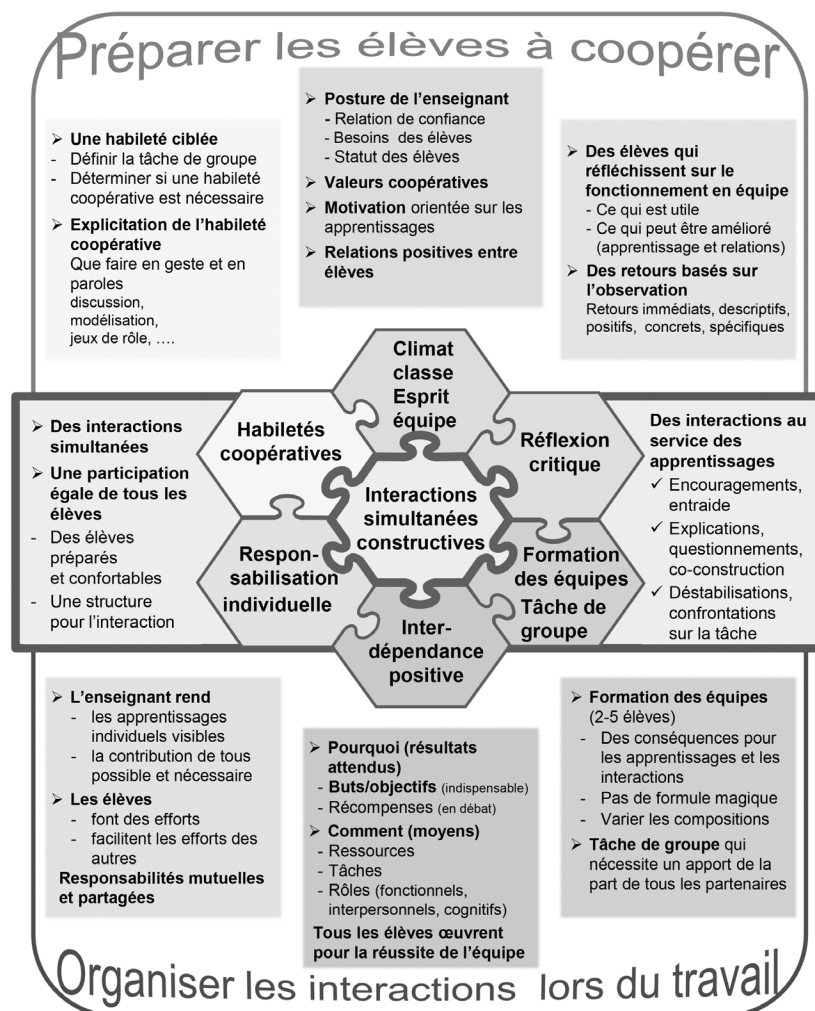 Préparer les élèves à coopérer
➢ Une habileté ciblée
- Définir la tâche de groupe
- Déterminer si une habileté
coopérative est nécessaire
➢ Explicitation de l'habileté
coopérative
Que faire en geste et en
paroles
discussion,
modélisation,
jeux de rôle, ….
➢ Posture de l'enseignant
- Relation de confiance
- Besoins des élèves
- Statut des élèves
➢ Valeurs coopératives
➢ Motivation orientée sur les
apprentissages
➢ Relations positives entre
élèves
➢ Des élèves qui
réfléchissent sur le
fonctionnement en équipe
- Ce qui est utile
- Ce qui peut être amélioré
(apprentissage et relations)
➢ Des retours basés sur
l'observation
Retours immédiats, descriptifs,
positifs, concrets, spécifiques
➢ Des interactions
simultanées
➢ Une participation
égale de tous les
élèves
- Des élèves
préparés
et confortables
- Une structure
pour l'interaction
Climat
classe
Esprit
équipe
Habiletés
coopératives
Réflexion
critique
Interactions
simultanées
constructives
Respon-
sabilisation
individuelle
Formation
des équipes
Tâche de
groupe
Inter-
dépendance
positive
Des interactions au
service des
apprentissages
✓ Encouragements,
entraide
✓ Explications,
questionnements,
co-construction
✓ Déstabilisations,
confrontations
sur la tâche
➢ L'enseignant rend
- les apprentissages
individuels visibles
- la contribution de tous
possible et nécessaire
➢ Les élèves
- font des efforts
- facilitent les efforts des
autres
Responsabilités mutuelles
et partagées
➢ Pourquoi (résultats
attendus)
- Buts/objectifs (indispensable)
- Récompenses (en débat)
➢ Comment (moyens)
- Ressources
- Tâches
- Rôles (fonctionnels,
interpersonnels, cognitifs)
Tous les élèves œuvrent
pour la réussite de l'équipe
➢ Formation des équipes
(2-5 élèves)
- Des conséquences pour
les apprentissages et les
interactions
- Pas de formule magique
- Varier les compositions
➢ Tâche de groupe qui
nécessite un apport de la
part de tous les partenaires
Organiser les interactions lors du travail